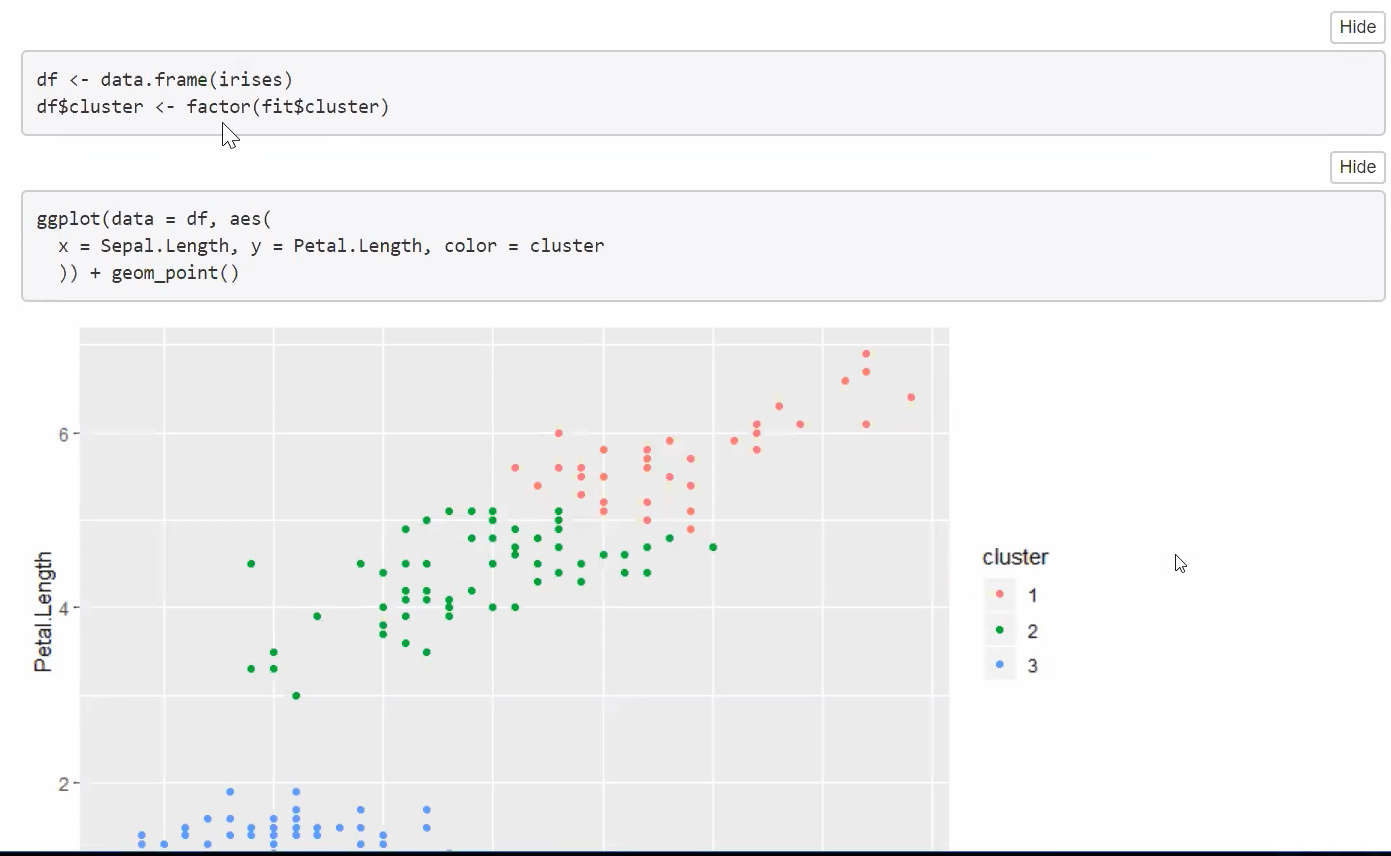 Hide
df <- data.frame(irises)
df$cluster <- factor(fit$cluster)
Hide
ggplot(data = df, aes(
  x = Sepal.Length, y = Petal.Length, color = cluster
  )) + geom_point()
6
4
2
Petal.Length
cluster
1
2
3